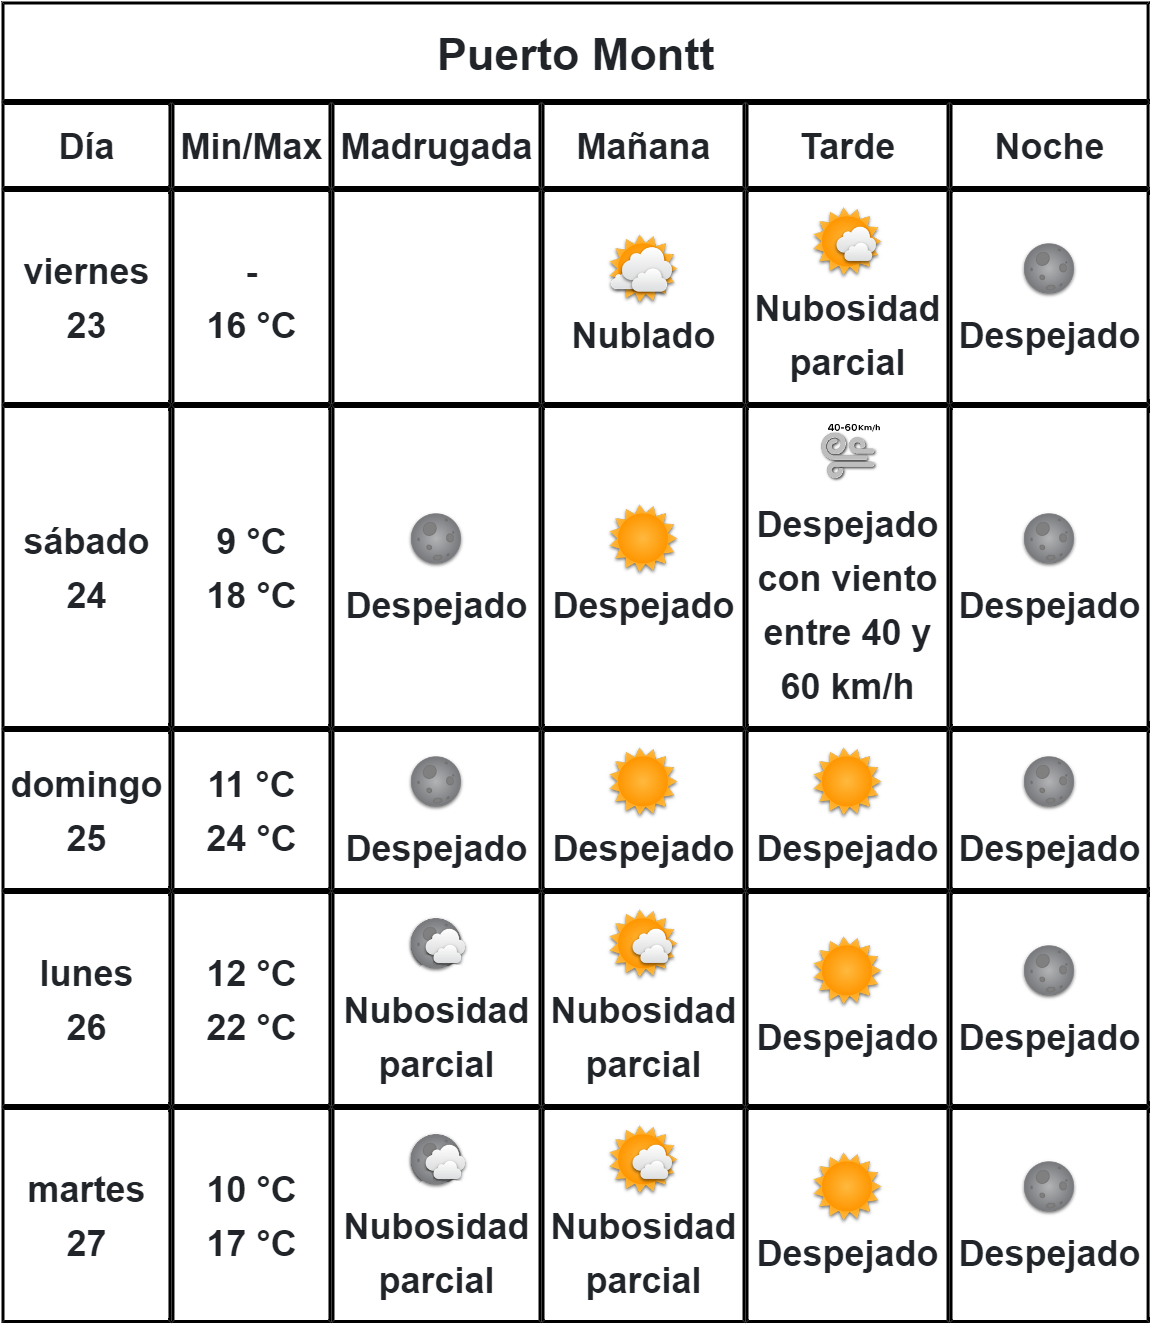 Puerto Montt
Día Min/Max Madrugada Mañana Tarde Noche
viernes
23
-
16 °C
Nublado
Nubosidad
parcial
Despejado
sábado
24
9 °C
18 °C
Despejado
Despejado
40-60Km/h
Despejado
con viento
entre 40 y
60 km/h
Despejado
domingo
25
11 °C
24 °C
Despejado
Despejado
Despejado
Despejado
lunes
26
12 °C
22 °C
Nubosidad
parcial
Nubosidad
parcial
Despejado
Despejado
martes
27
10 °C
17 °C
Nubosidad
parcial
Nubosidad
parcial
Despejado
Despejado